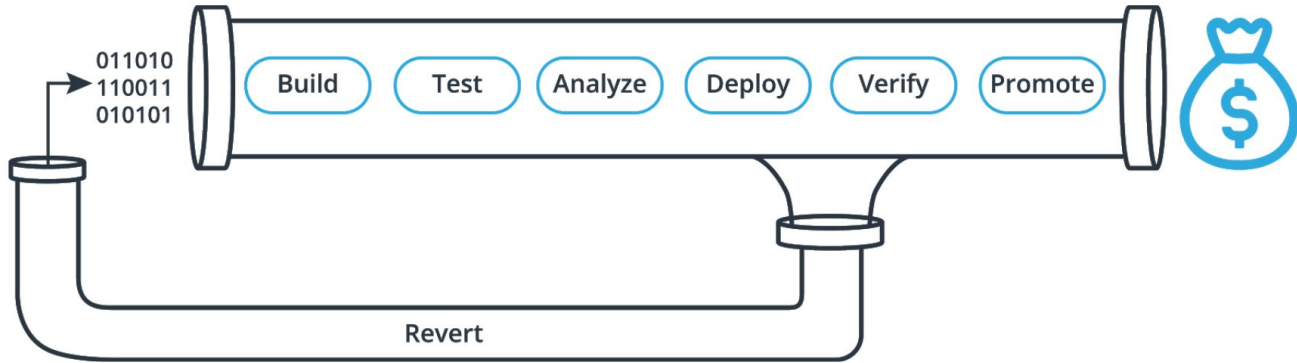 011010
110011
010101
Build
Test
Analyze
Deploy
Verify
Promote
$
Revert